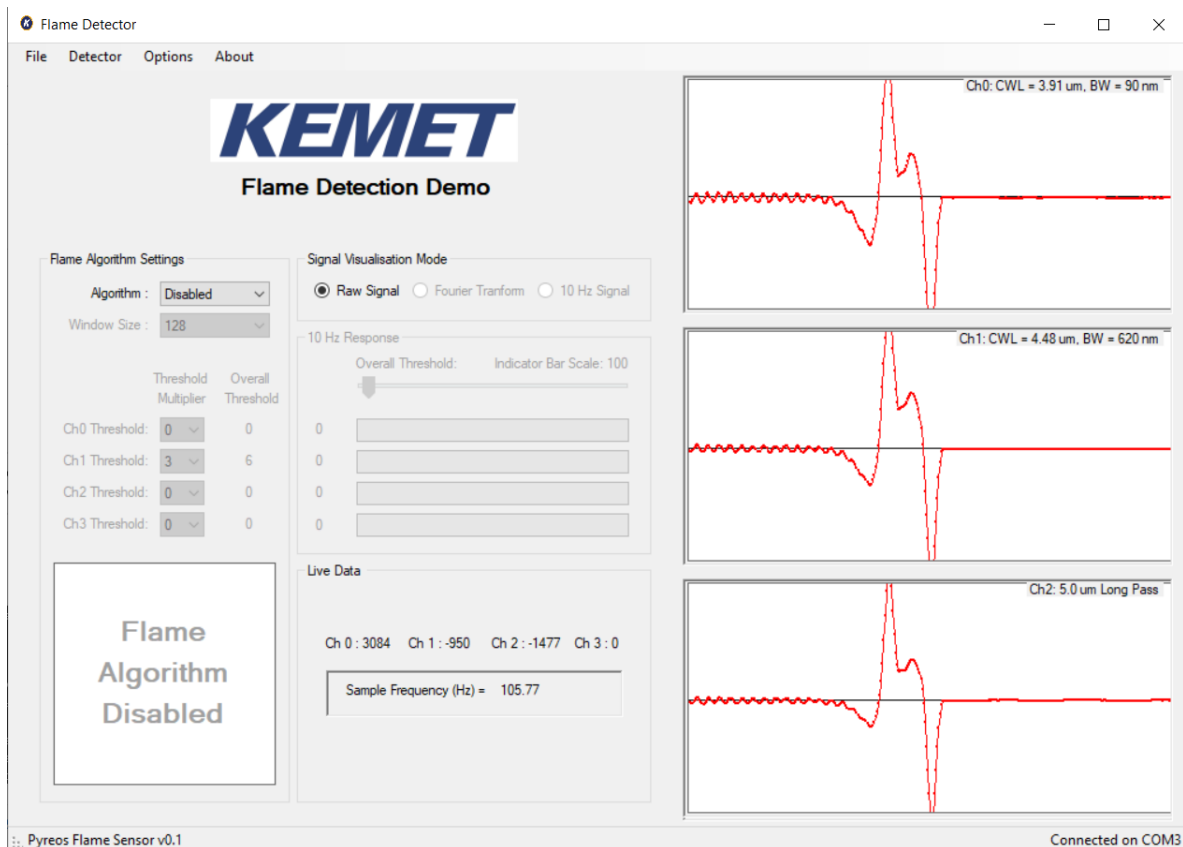 Flame Detector
File Detector Options About
KEMET
Flame Detection Demo
Flame Algorithm Settings
Algorithm : Disabled
Window Size : 128
Threshold Multiplier Overall Threshold
Ch0 Threshold: 0 0
Ch1 Threshold: 3 6
Ch2 Threshold: 0 0
Ch3 Threshold: 0 0
Flame
Algorithm
Disabled
Signal Visualisation Mode
Raw Signal Fourier Tranform 10 Hz Signal
10 Hz Response
Overall Threshold: Indicator Bar Scale: 100
0
0
0
0
Live Data
Ch 0 : 3084 Ch 1 : -950 Ch 2 : -1477 Ch 3 : 0
Sample Frequency (Hz) = 105.77
Ch0: CWL = 3.91 um, BW = 90 nm
Ch1: CWL = 4.48 um, BW = 620 nm
Ch2: 5.0 um Long Pass
Pyreos Flame Sensor v0.1
Connected on COM3